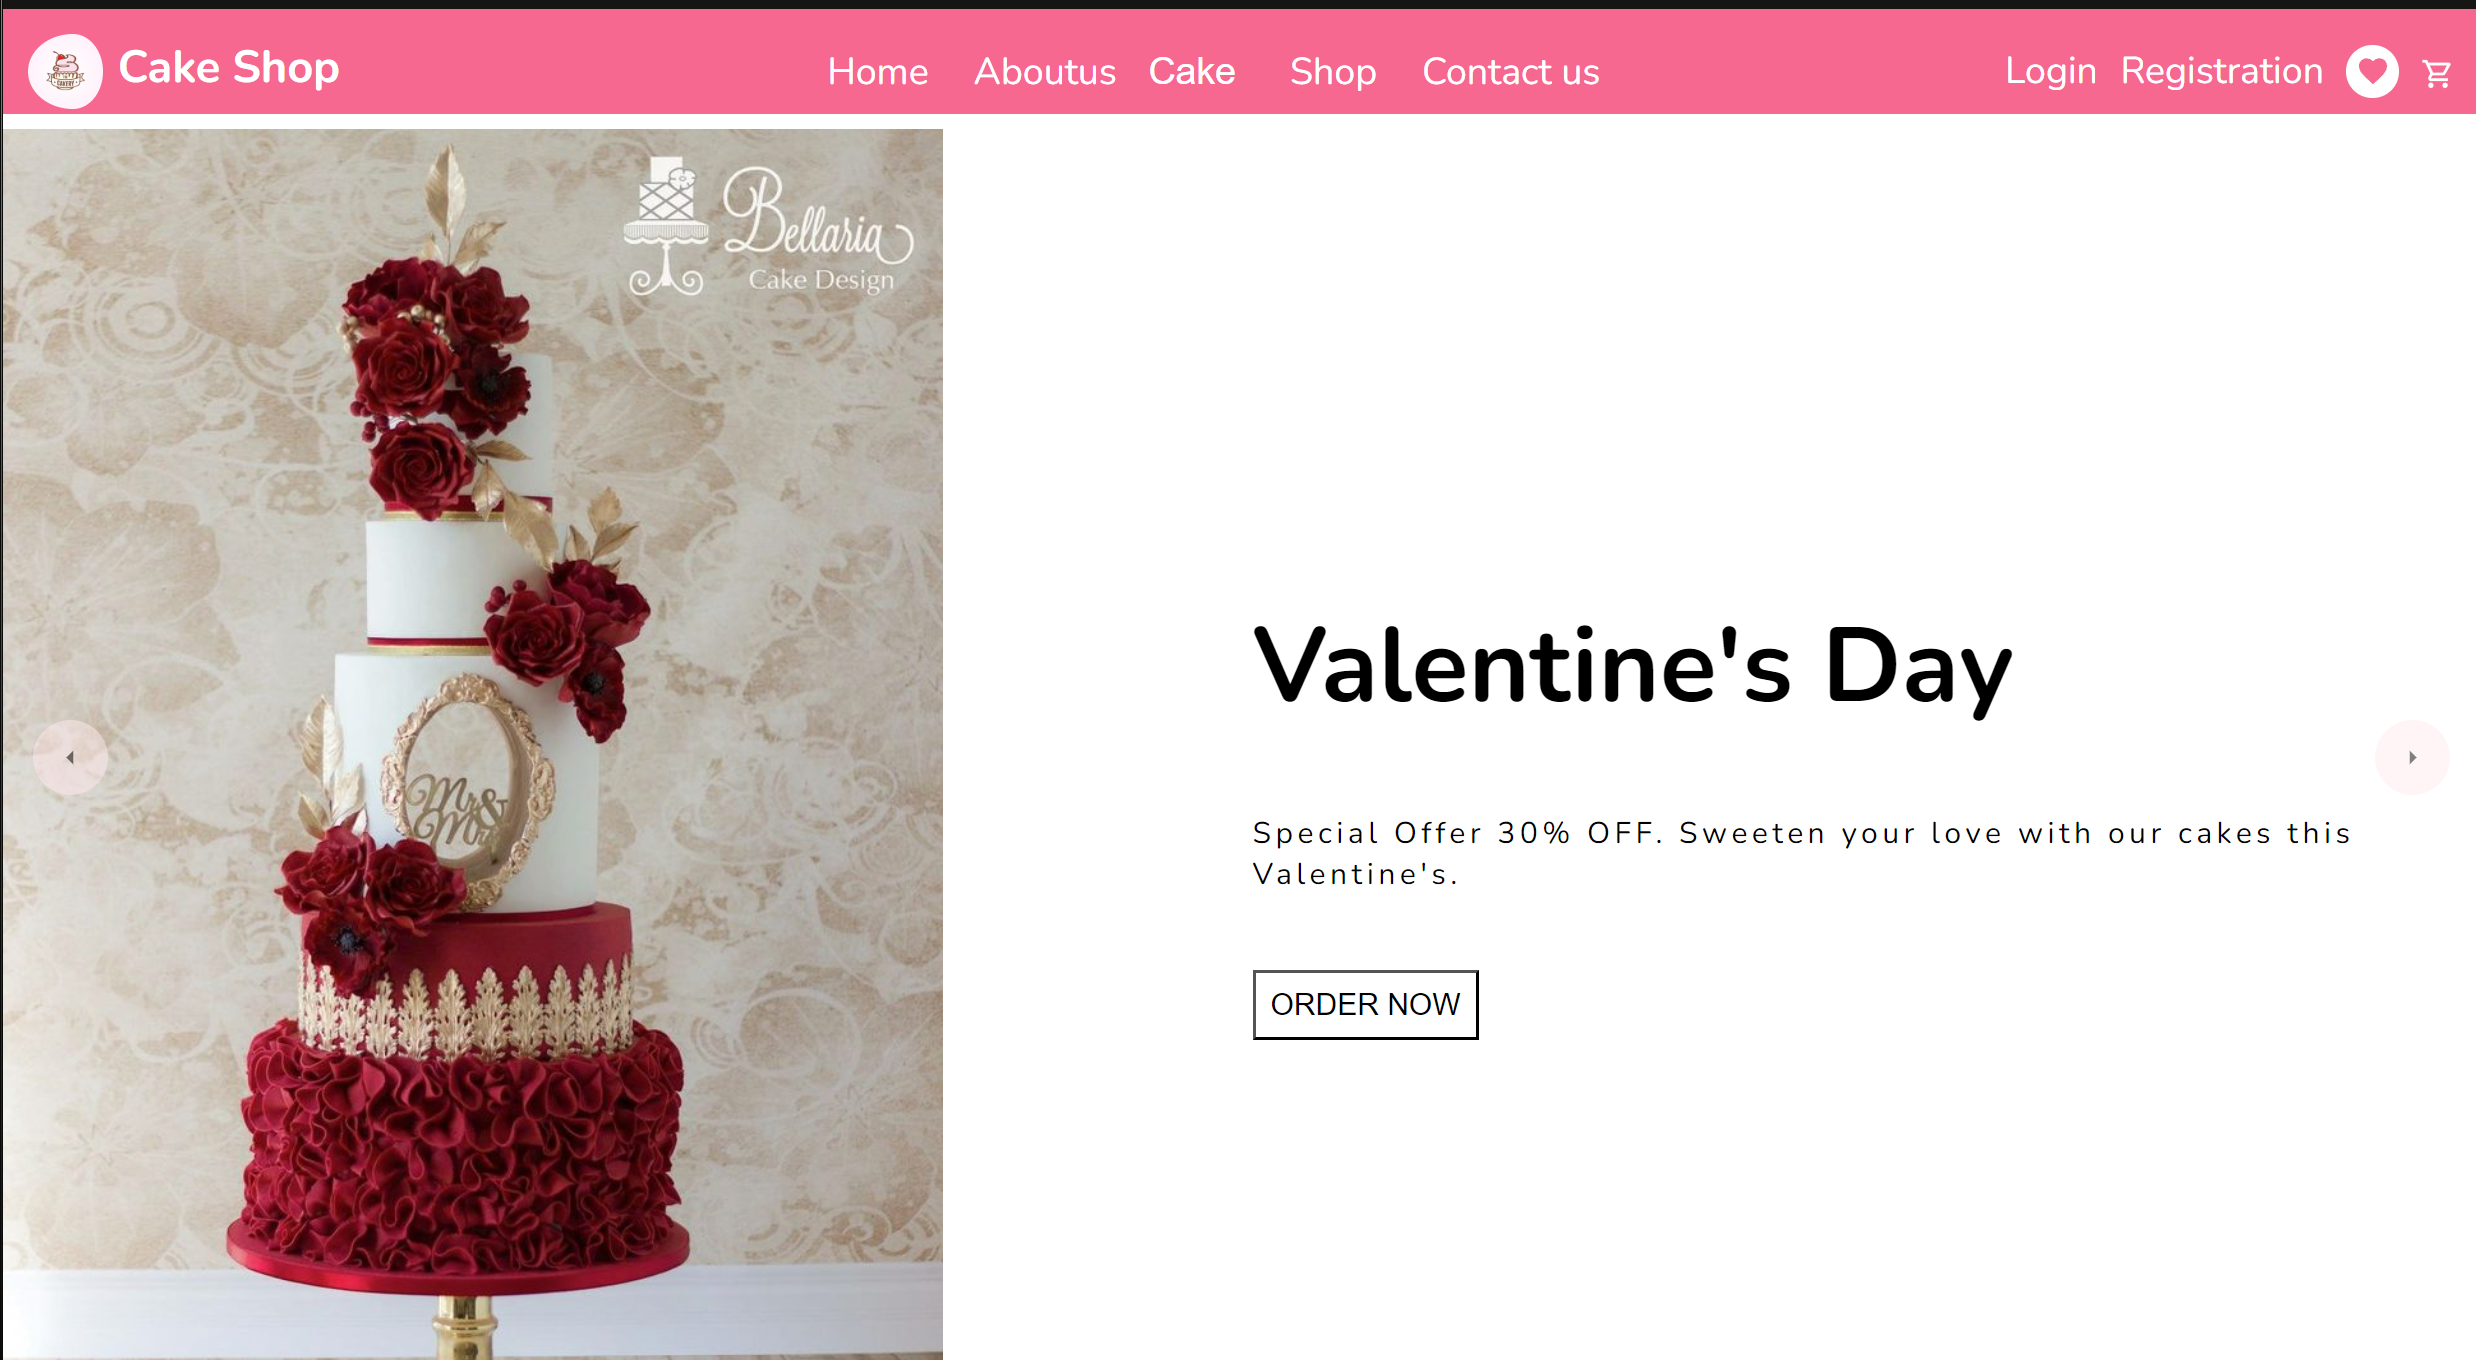 Cake Shop
Home Aboutus Cake Shop Contact us
Login Registration
Bellaria
Cake Design
Mr &
Valentine's Day
Special Offer 30% OFF. Sweeten your love with our cakes this
Valentine's.
ORDER NOW